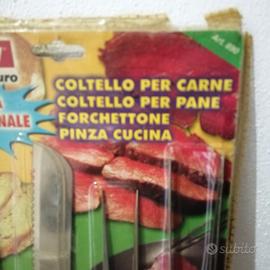 Art. 890
uro
COLTELLO PER CARNE
COLTELLO PER PANE
FORCHETTONE
PINZA CUCINA
NALE
subito